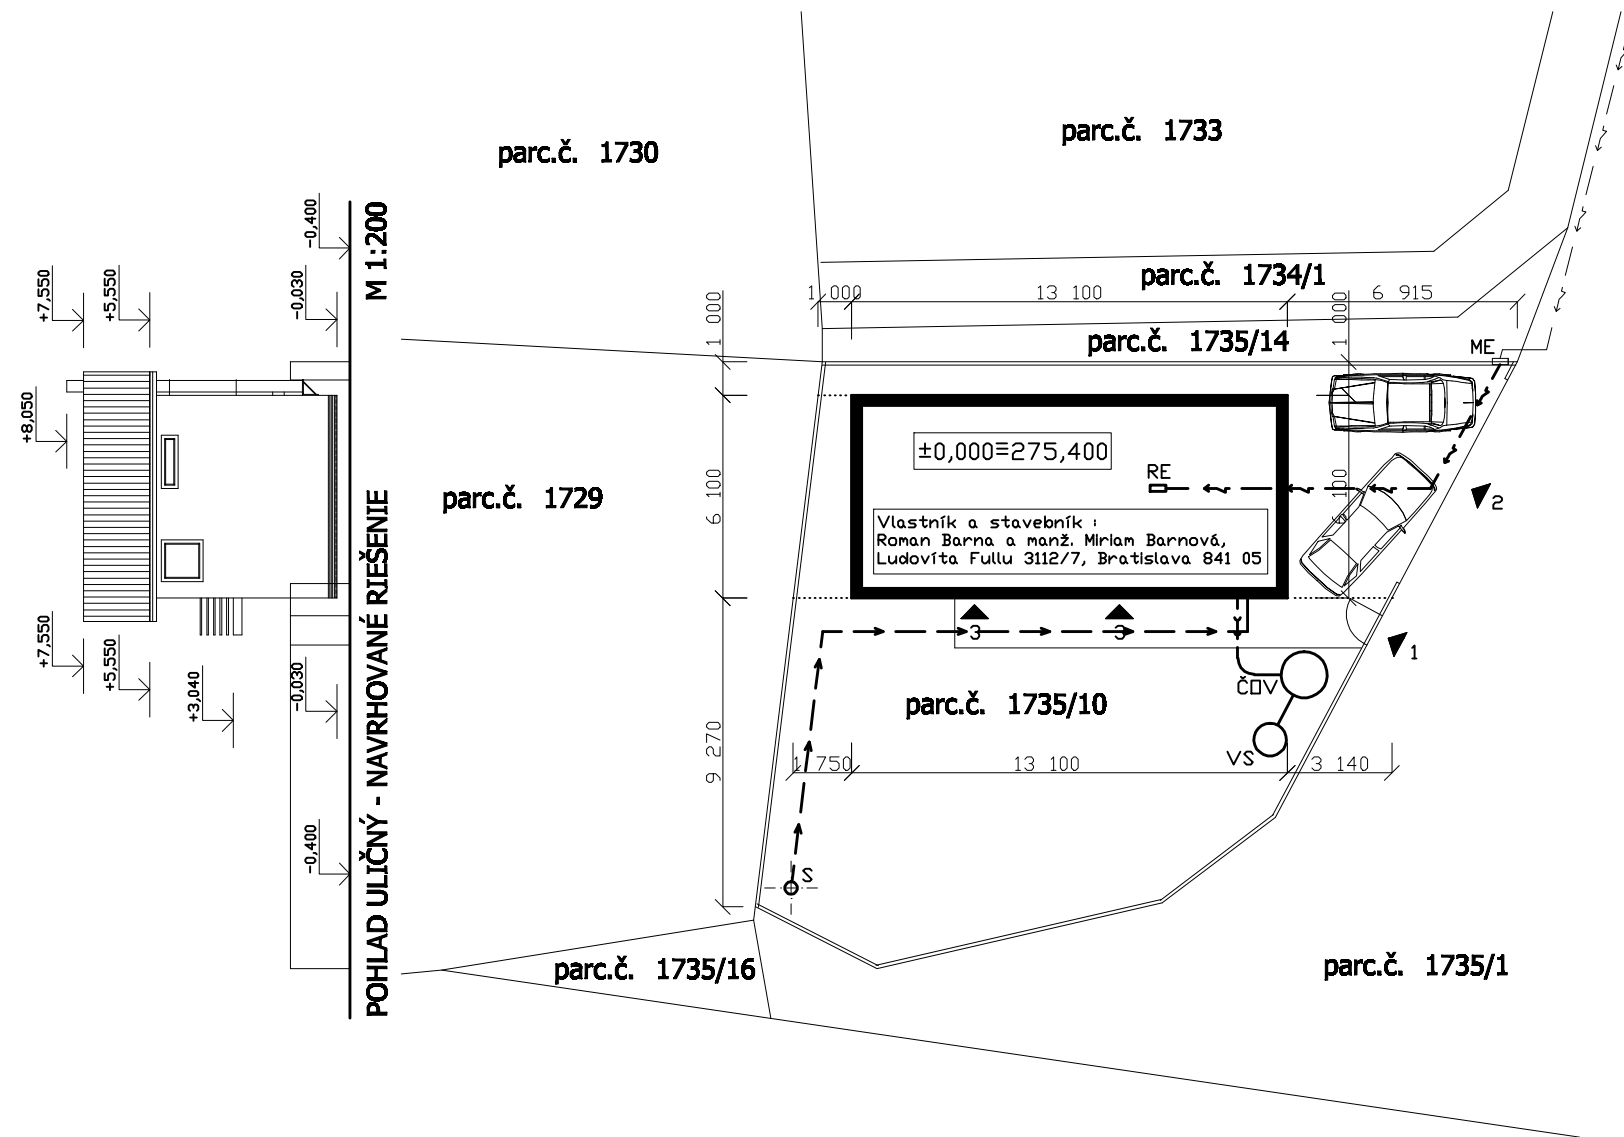 parc.č. 1730
parc.č. 1733
-0,400
M 1:200
+7,550
+5,550
-0,030
parc.č. 1734/1
1 000
13 100
6 915
1 000
1 000
parc.č. 1735/14
ME
+8,050
±0,000≡275,400
RE
parc.č. 1729
6 100
6 100
2
Vlastník a stavebník :
Roman Barna a manž. Miriam Barnová,
Ludovíta Fullu 3112/7, Bratislava 841 05
POHLAD ULIČNÝ - NAVRHOVANÉ RIEŠENIE
+7,550
+5,550
+3,040
-0,030
3
3
1
ČOV
parc.č. 1735/10
VS
9 270
1 750
13 100
3 140
-0,400
S
parc.č. 1735/16
parc.č. 1735/1